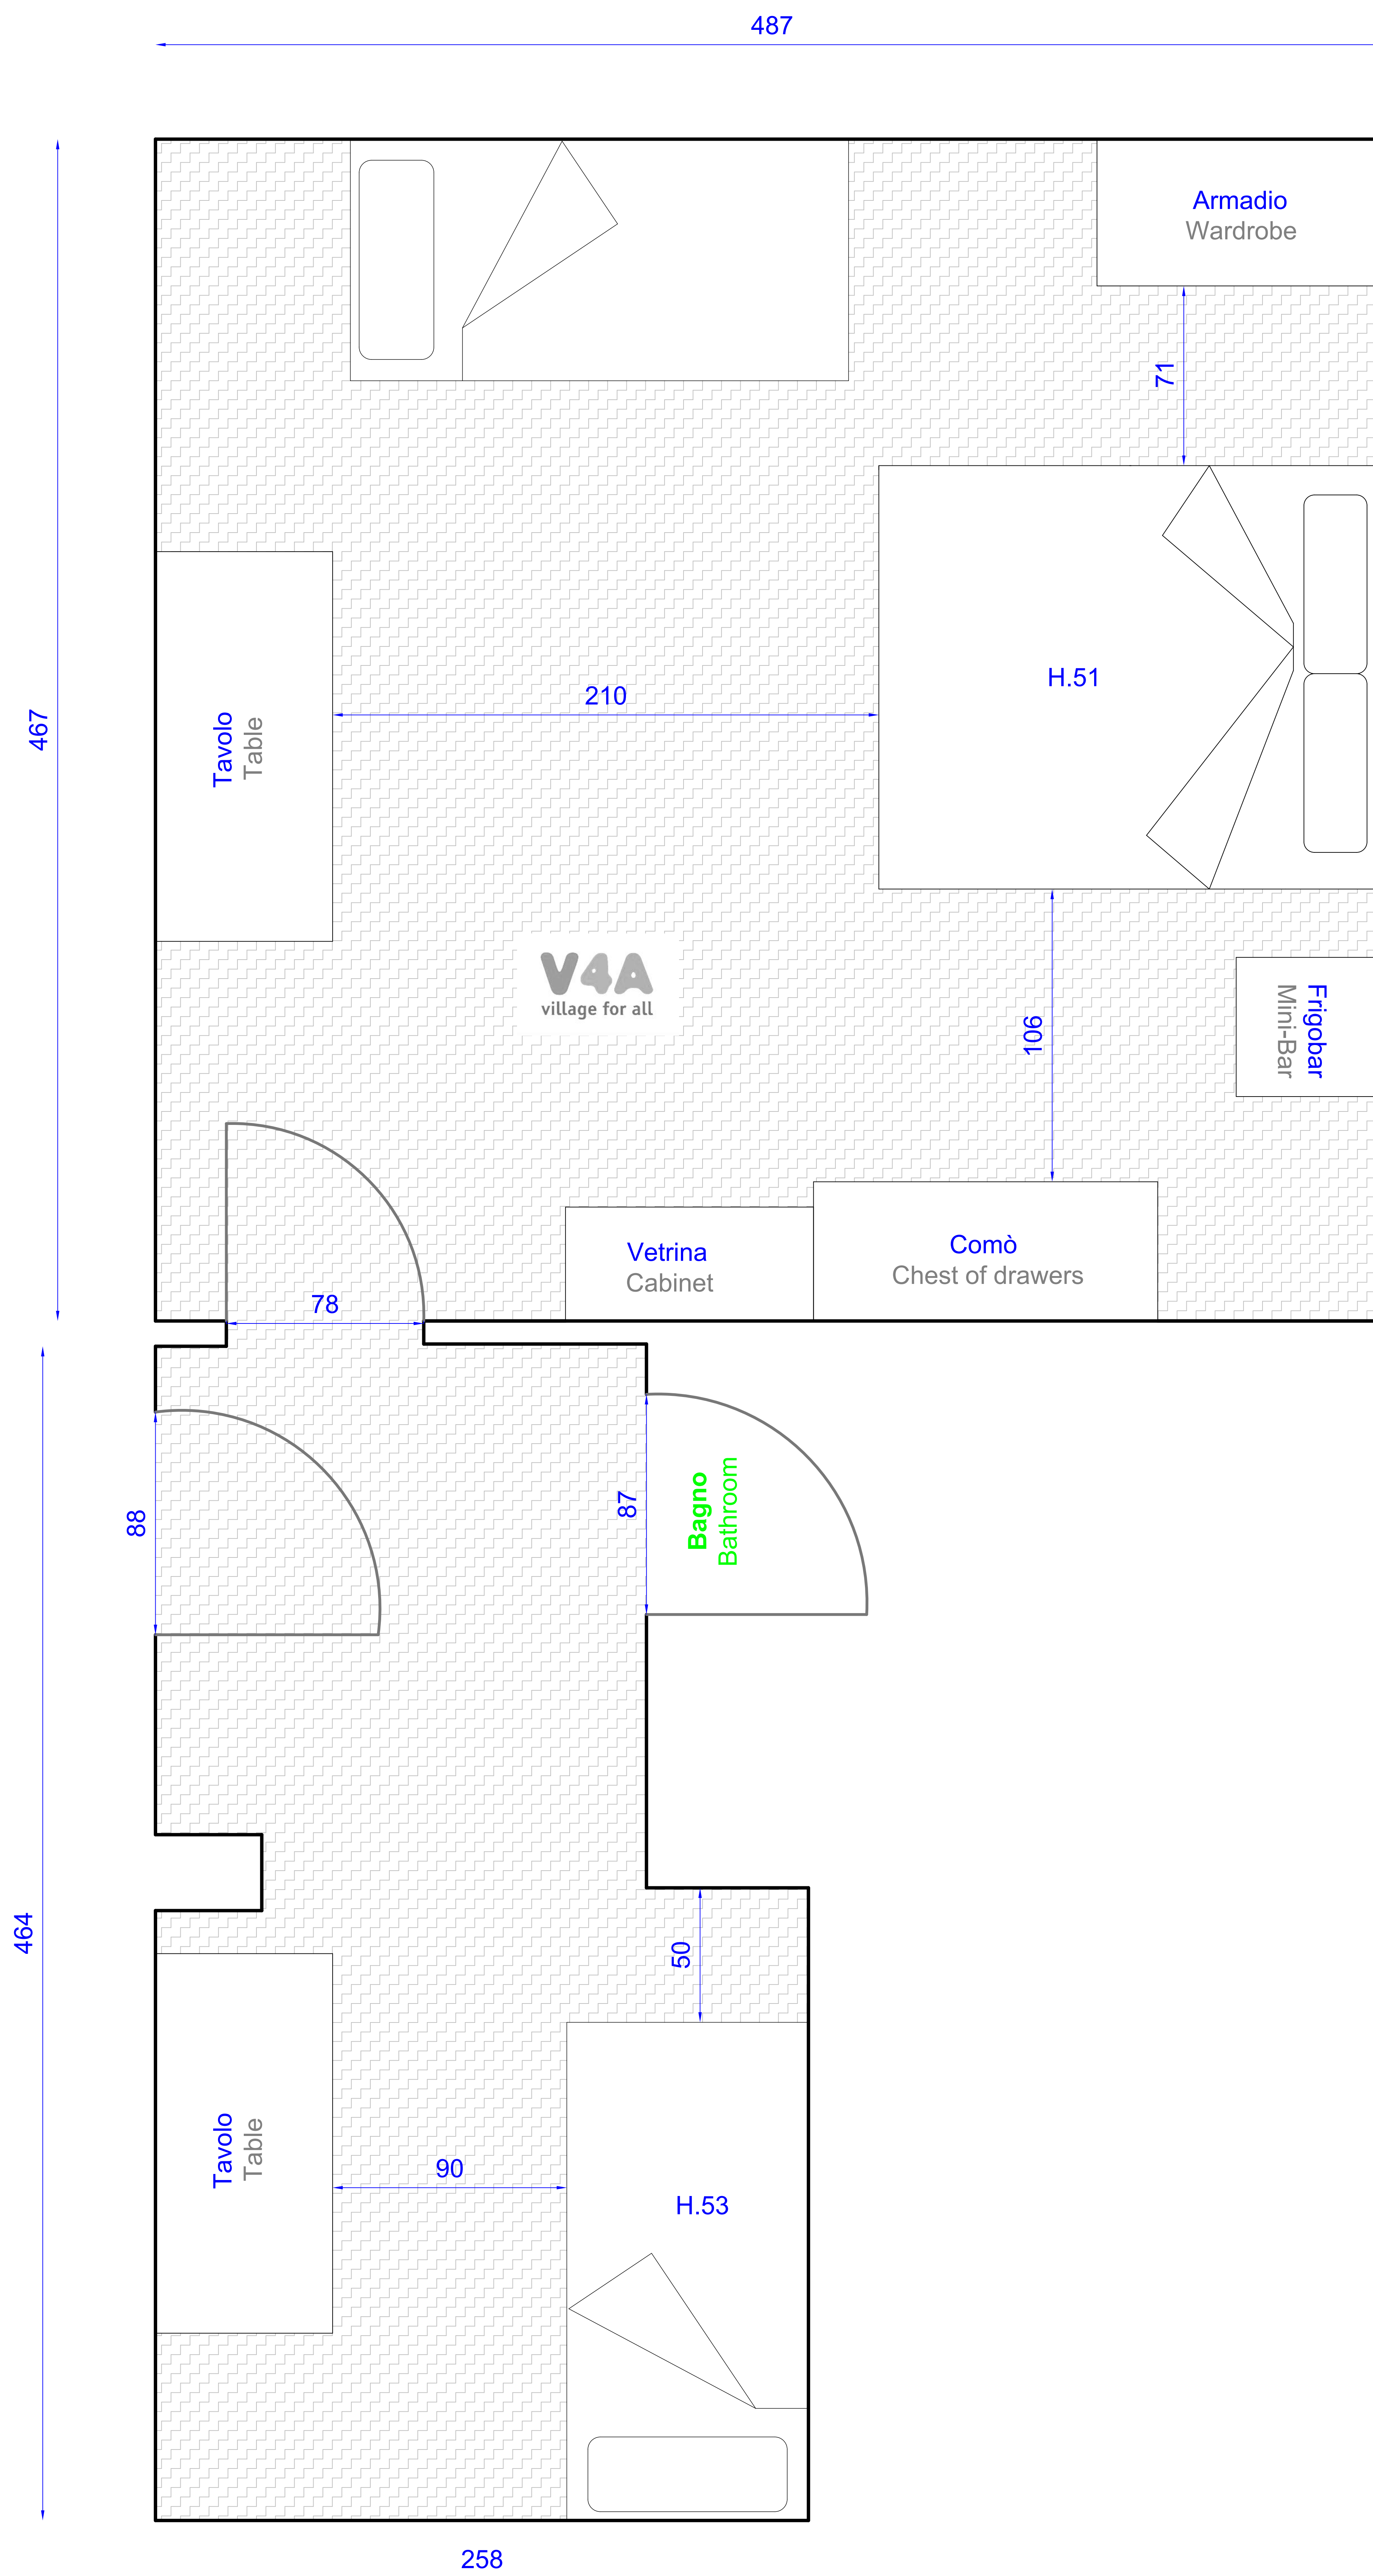 487
Armadio
Wardrobe
71
467
Tavolo
Table
210
H.51
V4A
village for all
106
Frigobar
Mini-Bar
78
Vetrina
Cabinet
Comò
Chest of drawers
88
87
Bagno
Bathroom
464
50
Tavolo
Table
90
H.53
258